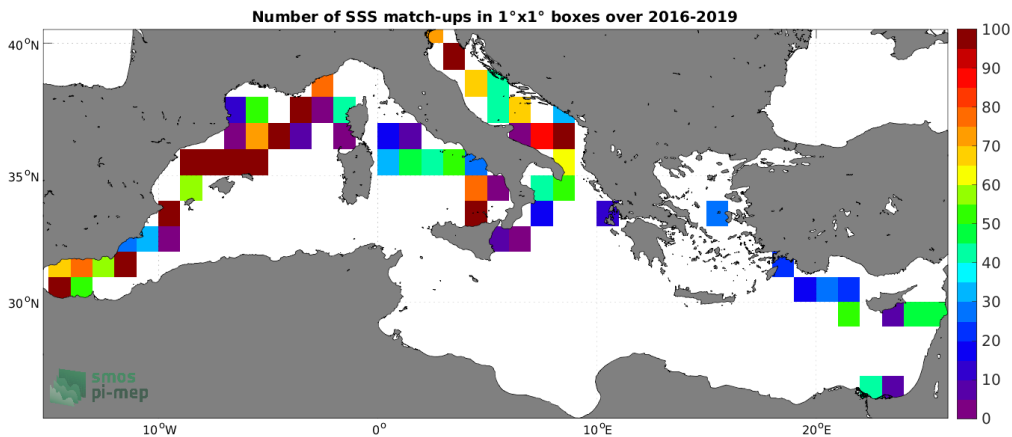 Number of SSS match-ups in 1°x1° boxes over 2016-2019
40°N
35°N
30°N
10°W
0°
10°E
20°E
100
90
80
70
60
50
40
30
20
10
0
smos
pi-mep